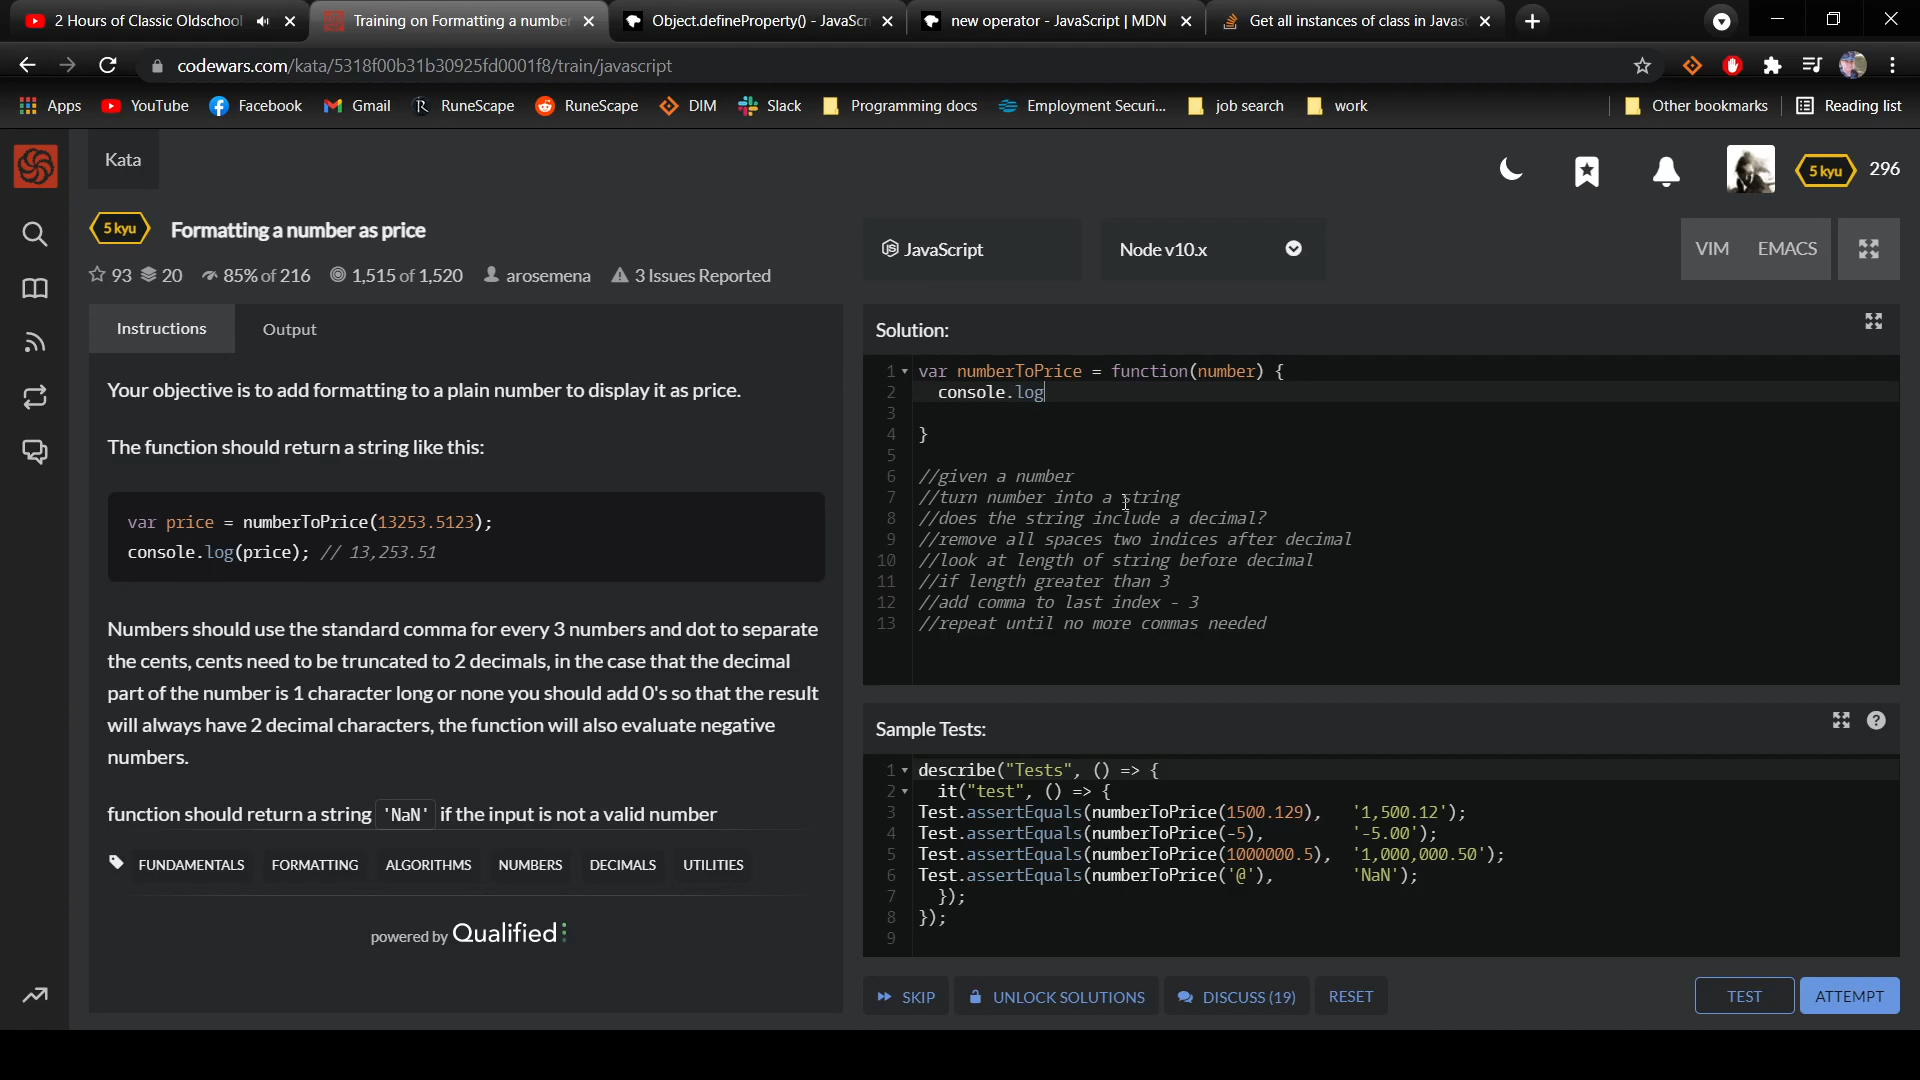 2 Hours of Classic Oldschool
Training on Formatting a number
Object.defineProperty() - JavaScri
new operator - JavaScript | MDN
Get all instances of class in Javas
codewars.com/kata/5318f00b31b30925fd0001f8/train/javascript
Apps YouTube Facebook Gmail RuneScape RuneScape DIM Slack Programming docs Employment Securi... job search work Other bookmarks Reading list
Kata
5 kyu 296
5 kyu Formatting a number as price
93 20 85% of 216 1,515 of 1,520 arosemena 3 Issues Reported
JavaScript Node v10.x VIM EMACS
Instructions Output
Your objective is to add formatting to a plain number to display it as price.
The function should return a string like this:
var price = numberToPrice(13253.5123);
console.log(price); // 13,253.51
Numbers should use the standard comma for every 3 numbers and dot to separate
the cents, cents need to be truncated to 2 decimals, in the case that the decimal
part of the number is 1 character long or none you should add 0's so that the result
will always have 2 decimal characters, the function will also evaluate negative
numbers.
function should return a string 'NaN' if the input is not a valid number
FUNDAMENTALS FORMATTING ALGORITHMS NUMBERS DECIMALS UTILITIES
powered by Qualified
Solution:
1 var numberToPrice = function(number) {
2 console.log
3
4 }
5
6 //given a number
7 //turn number into a string
8 //does the string include a decimal?
9 //remove all spaces two indices after decimal
10 //look at length of string before decimal
11 //if length greater than 3
12 //add comma to last index - 3
13 //repeat until no more commas needed
Sample Tests:
1 describe("Tests", () => {
2 it("test", () => {
3 Test.assertEquals(numberToPrice(1500.129), '1,500.12');
4 Test.assertEquals(numberToPrice(-5), '-5.00');
5 Test.assertEquals(numberToPrice(1000000.5), '1,000,000.50');
6 Test.assertEquals(numberToPrice('@'), 'NaN');
7 });
8 });
9
SKIP UNLOCK SOLUTIONS DISCUSS (19) RESET TEST ATTEMPT